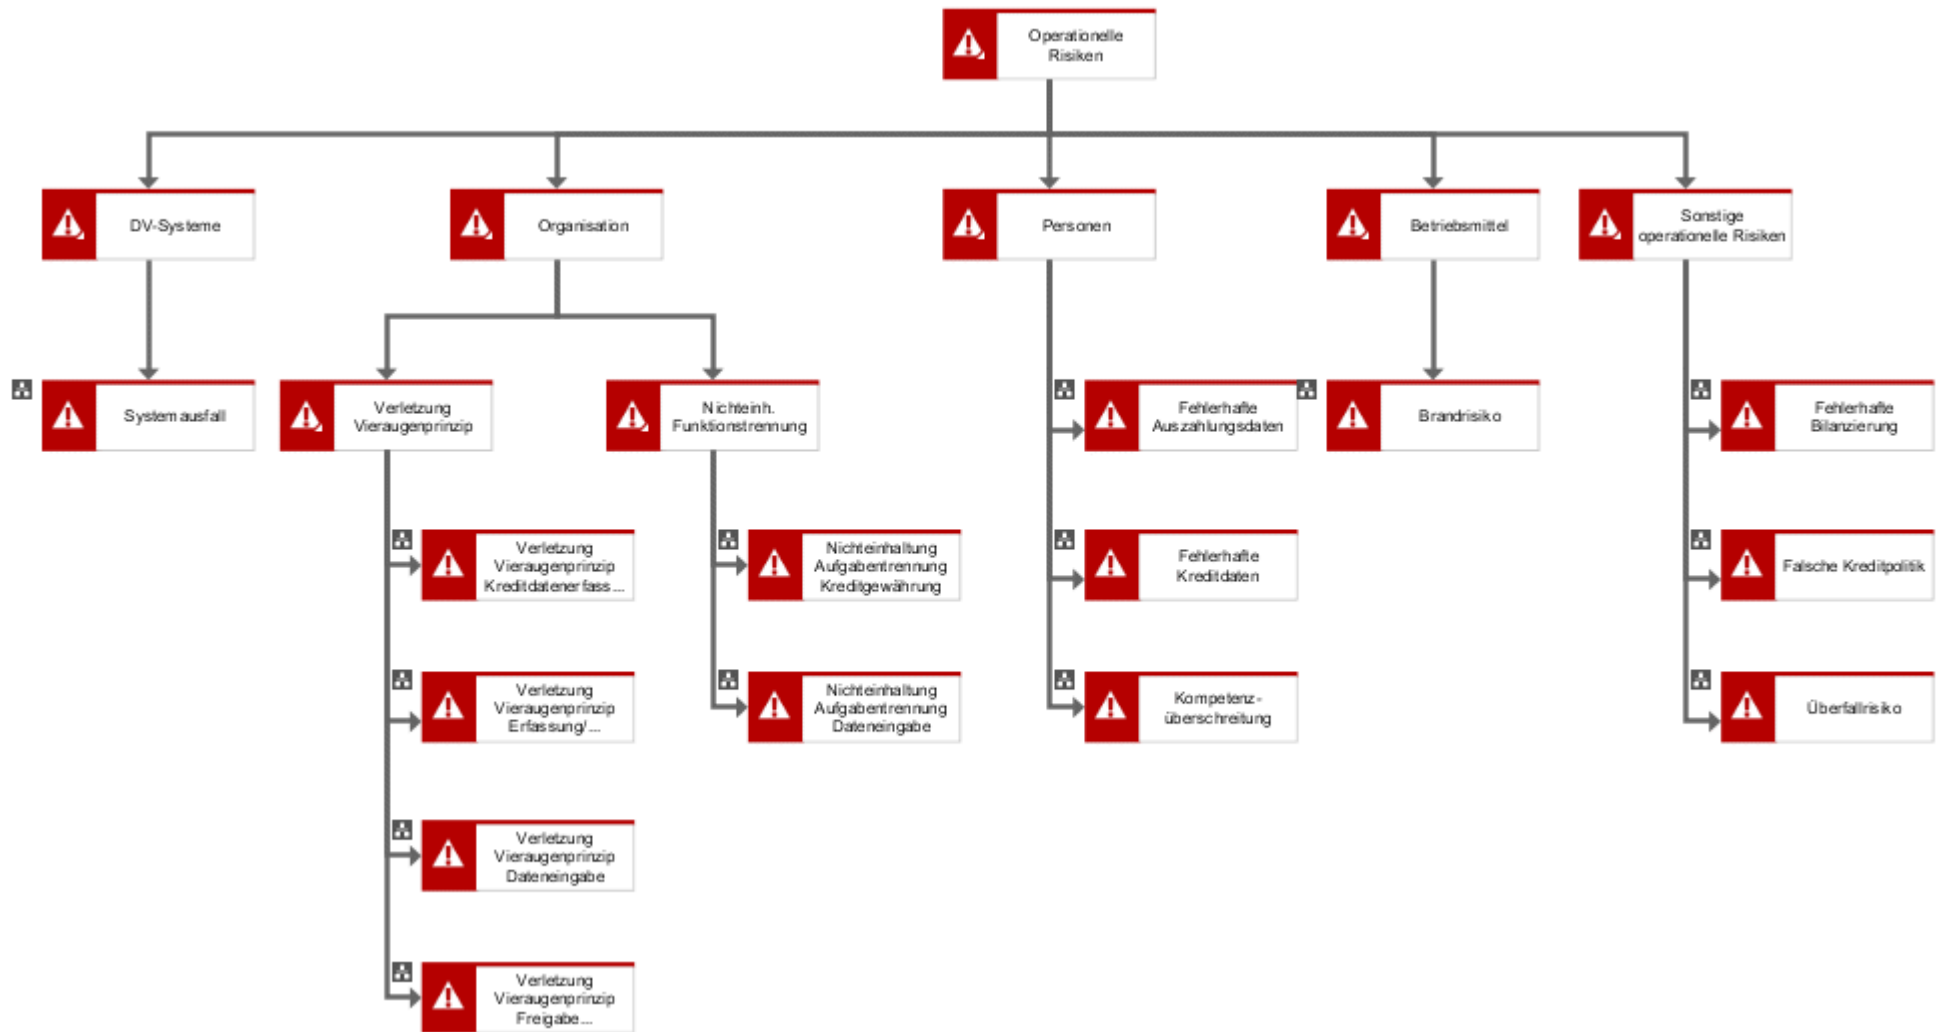 Operationelle
Risiken
DV-Systeme
Organisation
Personen
Betriebsmittel
Sonstige
operationelle Risiken
Systemausfall
Verletzung
Vieraugenprinzip
Nichteinh.
Funktionstrennung
Fehlerhafte
Auszahlungsdaten
Brandrisiko
Fehlerhafte
Bilanzierung
Verletzung
Vieraugenprinzip
Kreditdatenerfass...
Nichteinhaltung
Aufgabentrennung
Kreditgewährung
Fehlerhafte
Kreditdaten
Falsche Kreditpolitik
Verletzung
Vieraugenprinzip
Erfassung/...
Nichteinhaltung
Aufgabentrennung
Dateneingabe
Kompetenz-
überschreitung
Überfallrisiko
Verletzung
Vieraugenprinzip
Dateneingabe
Verletzung
Vieraugenprinzip
Freigabe...